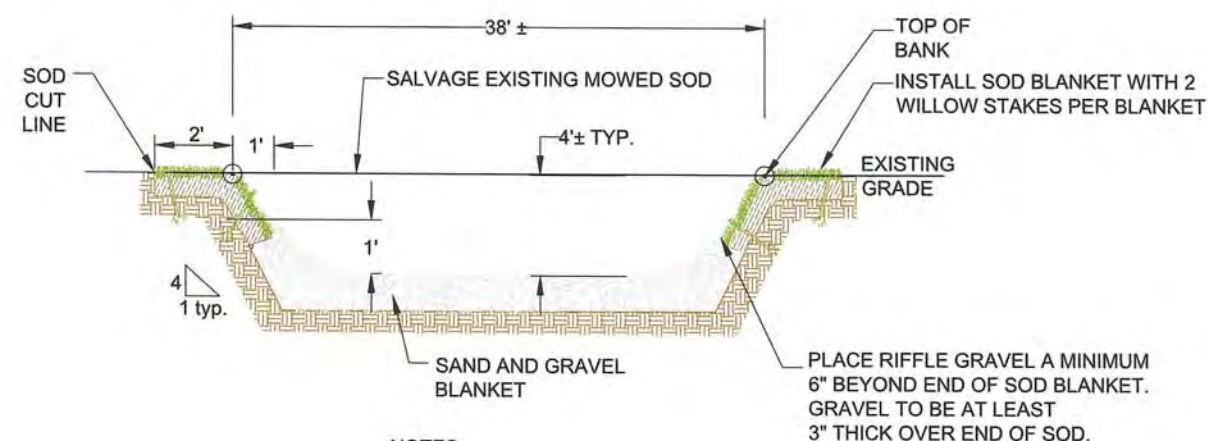 38' ±
TOP OF
BANK
SOD
CUT
LINE
SALVAGE EXISTING MOWED SOD
INSTALL SOD BLANKET WITH 2
WILLOW STAKES PER BLANKET
2'
1'
4'± TYP.
EXISTING
GRADE
1'
4
1 typ.
SAND AND GRAVEL
BLANKET
PLACE RIFFLE GRAVEL A MINIMUM
6" BEYOND END OF SOD BLANKET.
GRAVEL TO BE AT LEAST
3" THICK OVER END OF SOD.